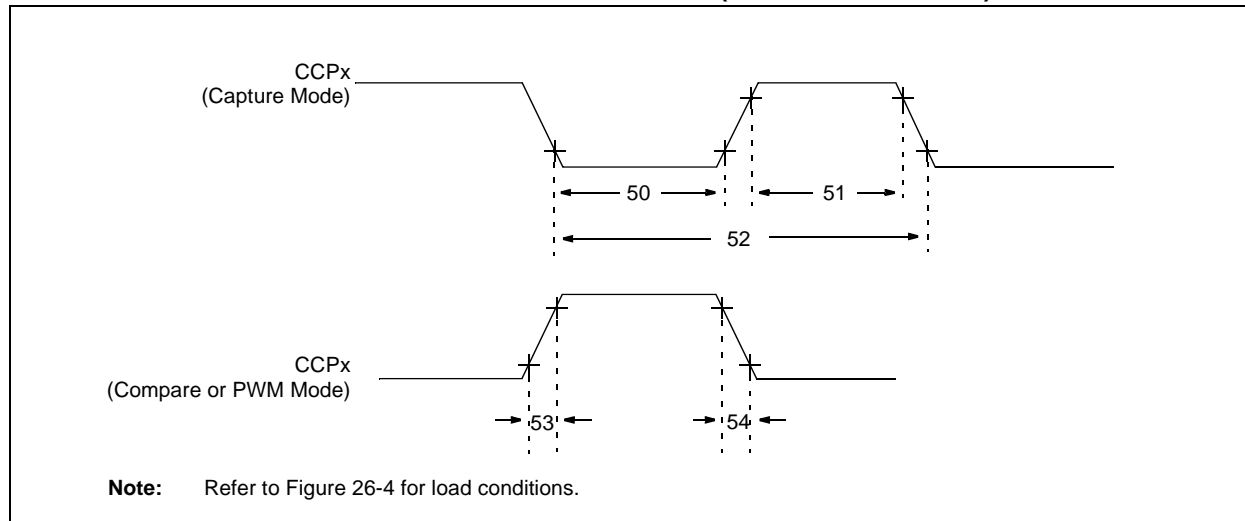 CCPx
(Capture Mode)
50
51
52
CCPx
(Compare or PWM Mode)
53
54
Note: Refer to Figure 26-4 for load conditions.